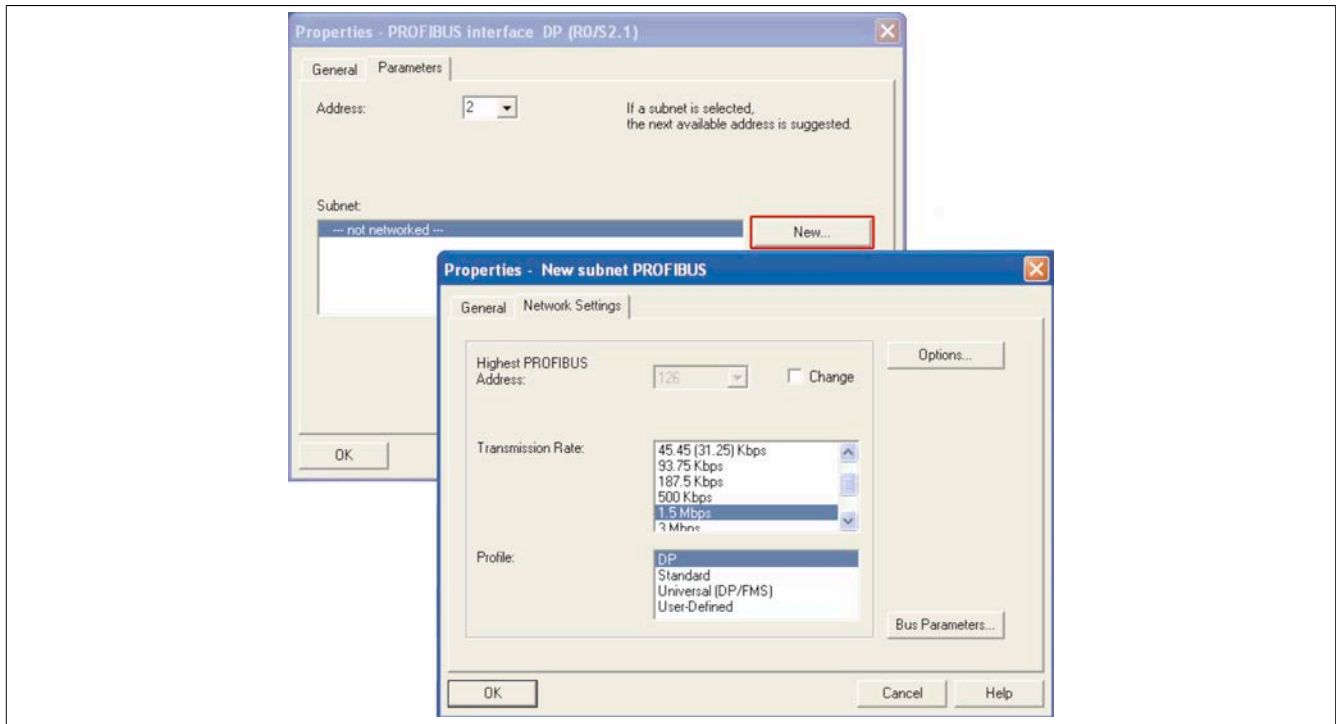 Properties - PROFIBUS interface DP (R0/S2.1)
General Parameters
Address: 2
If a subnet is selected,
the next available address is suggested.
Subnet:
--- not networked ---
New...
OK
Properties - New subnet PROFIBUS
General Network Settings
Highest PROFIBUS
Address:
126
Change
Options...
Transmission Rate:
45.45 (31.25) Kbps
93.75 Kbps
187.5 Kbps
500 Kbps
1.5 Mbps
3 Mbps
Profile:
DP
Standard
Universal (DP/FMS)
User-Defined
Bus Parameters...
OK
Cancel
Help